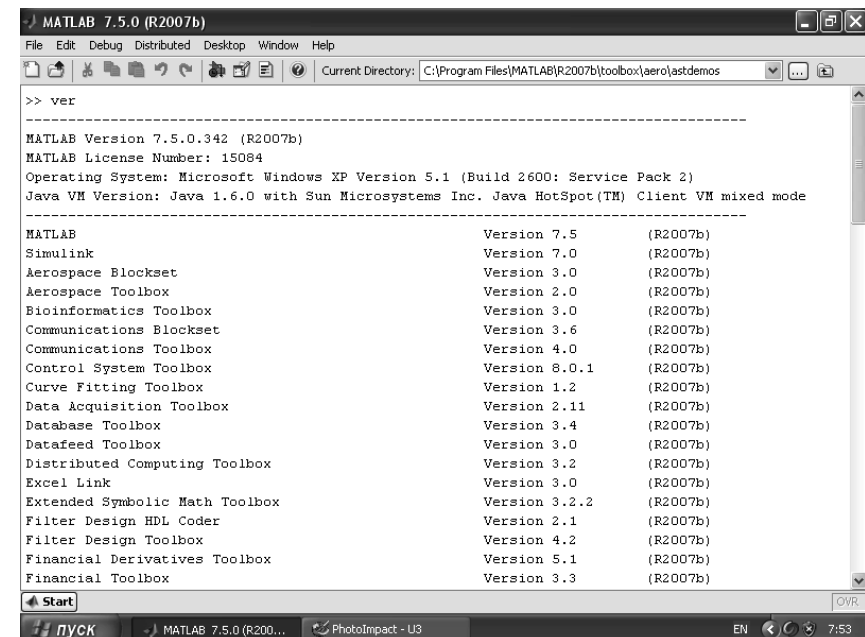 MATLAB 7.5.0 (R2007b)
File Edit Debug Distributed Desktop Window Help
Current Directory: C:\Program Files\MATLAB\R2007b\toolbox\aero\astdemos
>> ver
-------------------------------------------------------------------------------------
MATLAB Version 7.5.0.342 (R2007b)
MATLAB License Number: 15084
Operating System: Microsoft Windows XP Version 5.1 (Build 2600: Service Pack 2)
Java VM Version: Java 1.6.0 with Sun Microsystems Inc. Java HotSpot(TM) Client VM mixed mode
-------------------------------------------------------------------------------------
MATLAB Version 7.5 (R2007b)
Simulink Version 7.0 (R2007b)
Aerospace Blockset Version 3.0 (R2007b)
Aerospace Toolbox Version 2.0 (R2007b)
Bioinformatics Toolbox Version 3.0 (R2007b)
Communications Blockset Version 3.6 (R2007b)
Communications Toolbox Version 4.0 (R2007b)
Control System Toolbox Version 8.0.1 (R2007b)
Curve Fitting Toolbox Version 1.2 (R2007b)
Data Acquisition Toolbox Version 2.11 (R2007b)
Database Toolbox Version 3.4 (R2007b)
Datafeed Toolbox Version 3.0 (R2007b)
Distributed Computing Toolbox Version 3.2 (R2007b)
Excel Link Version 3.0 (R2007b)
Extended Symbolic Math Toolbox Version 3.2.2 (R2007b)
Filter Design HDL Coder Version 2.1 (R2007b)
Filter Design Toolbox Version 4.2 (R2007b)
Financial Derivatives Toolbox Version 5.1 (R2007b)
Financial Toolbox Version 3.3 (R2007b)
Start OVR
пуск MATLAB 7.5.0 (R200... PhotoImpact - U3 EN 7:53